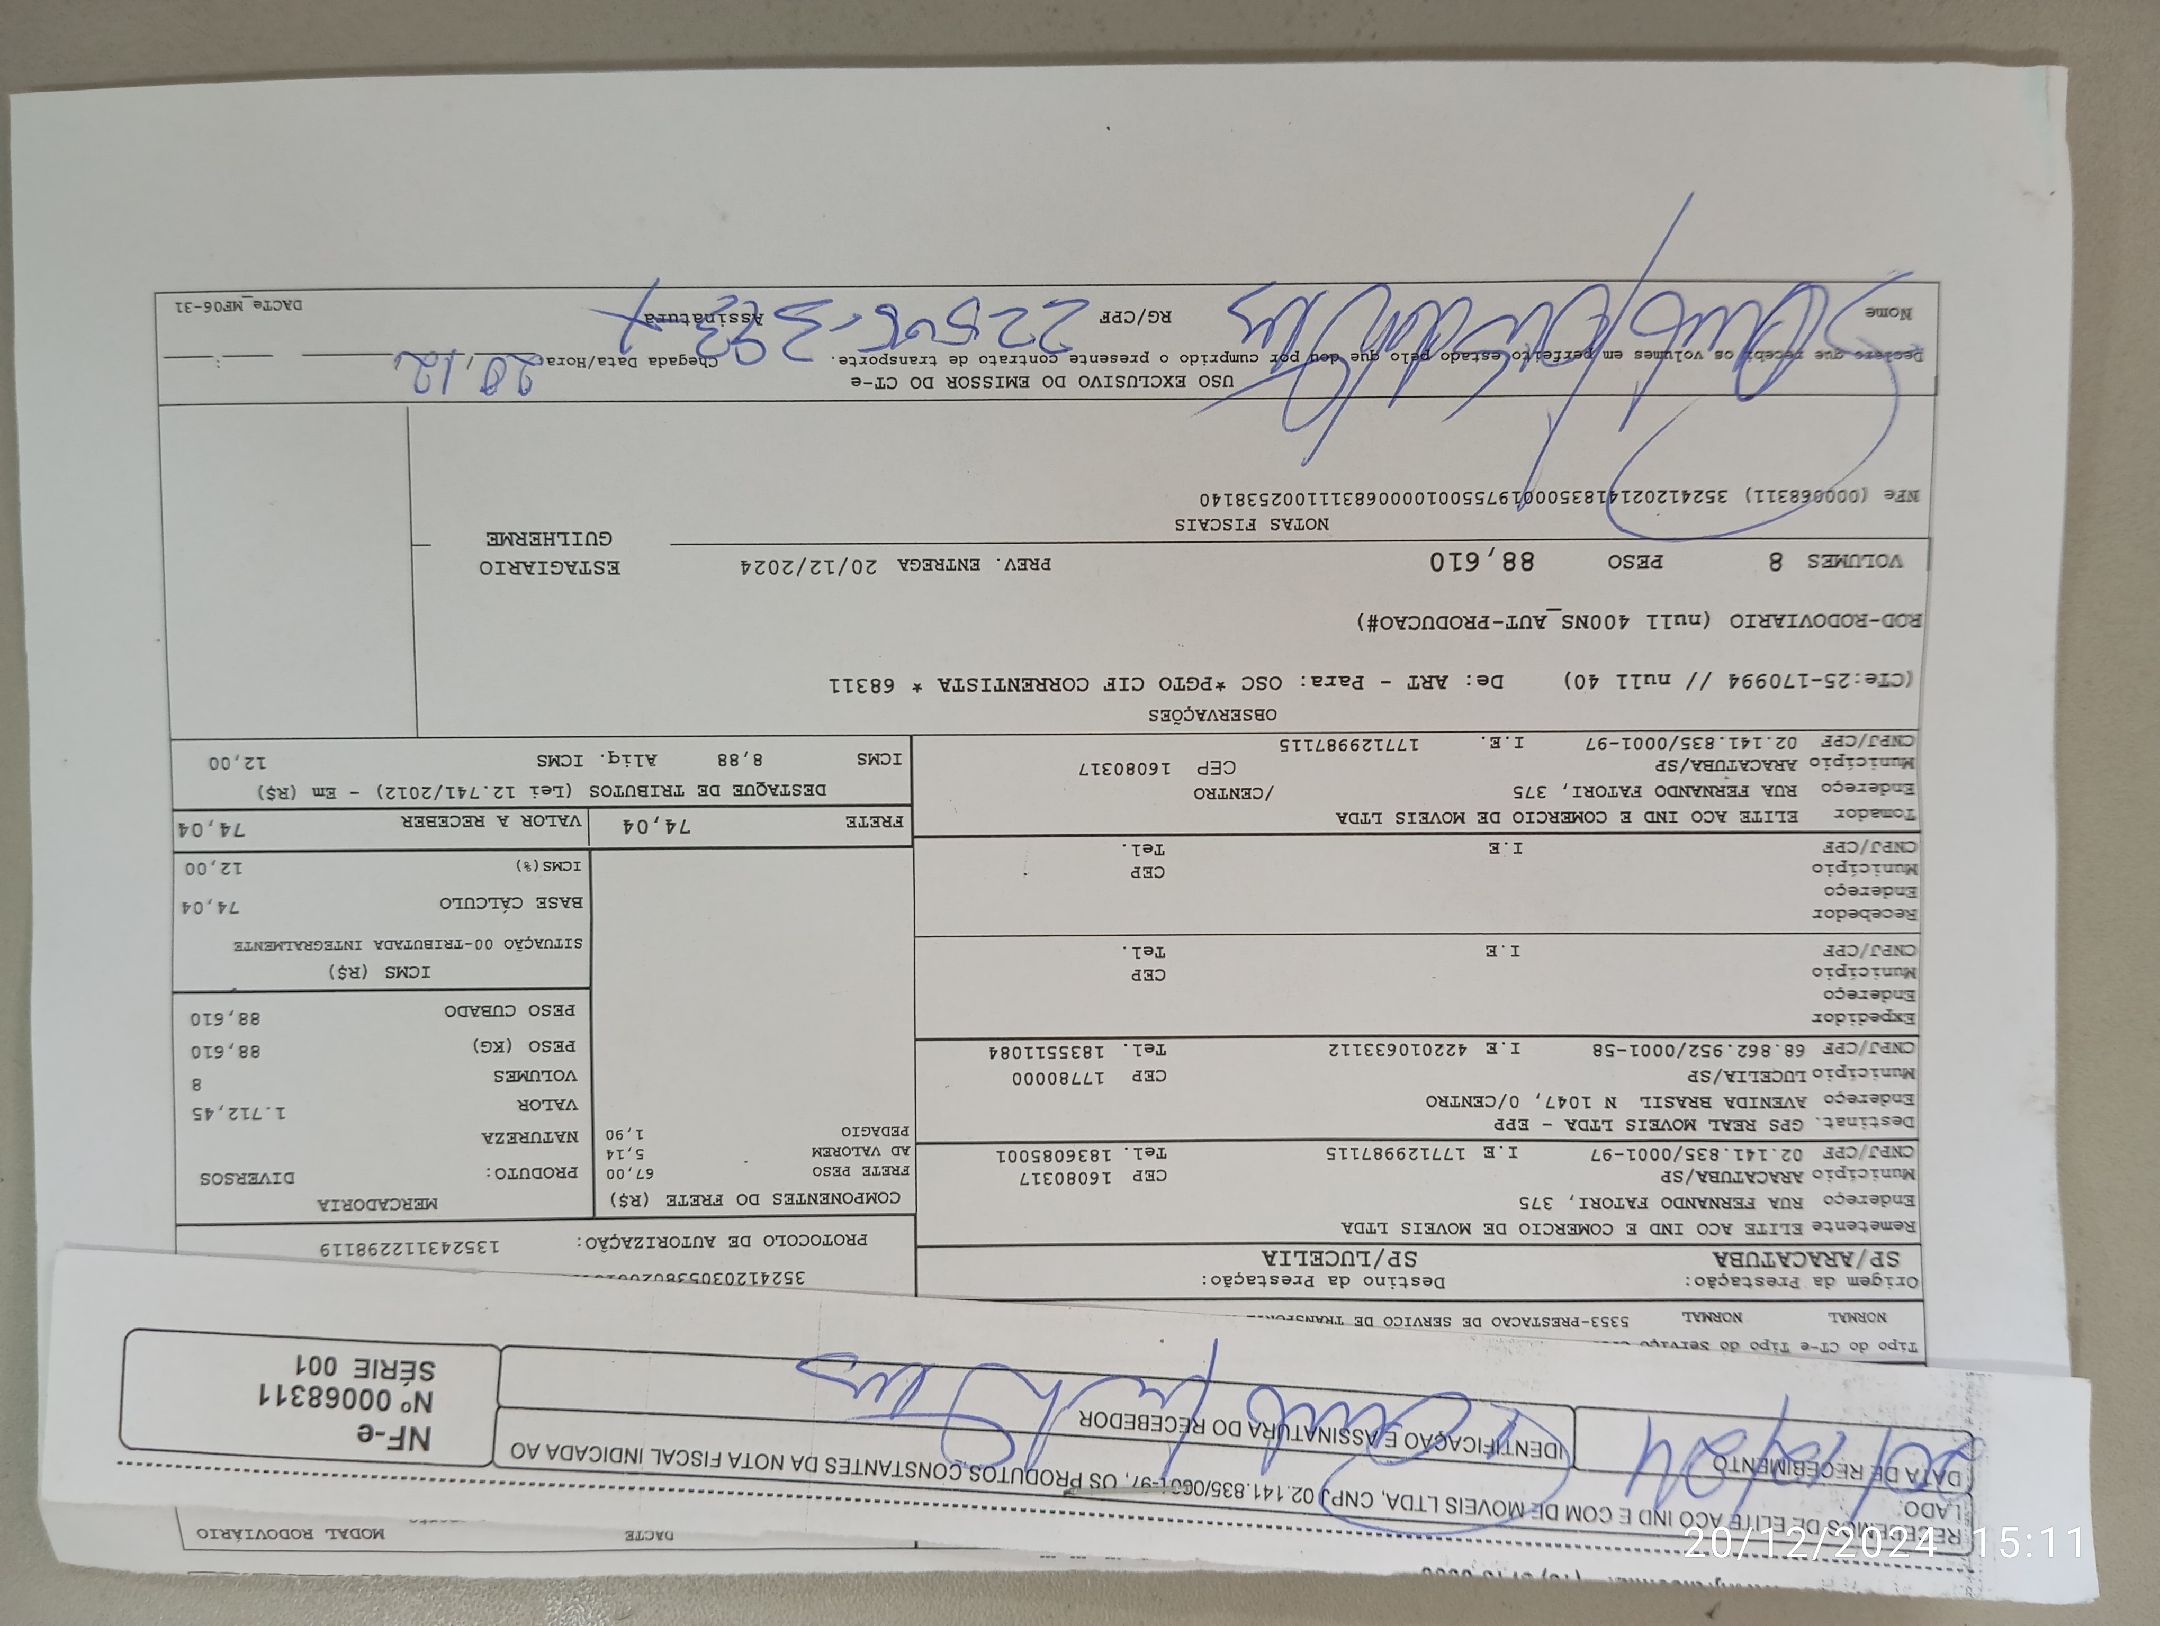 MODAL RODOVIÁRIO
DACTE
RECEBEMOS DE ELITE ACO IND E COM DE MOVEIS LTDA, CNPJ 02.141.835/0001-97, OS PRODUTOS CONSTANTES DA NOTA FISCAL INDICADA AO
LADO.
DATA DE RECEBIMENTO
20/12/24
IDENTIFICAÇÃO E ASSINATURA DO RECEBEDOR
NF-e
Nº 00068311
SÉRIE 001
Tipo do CT-e Tipo do Serviço
NORMAL NORMAL NORMAL 5353-PRESTACAO DE SERVICO DE
Origem da Prestação: Destino da Prestação:
SP/ARACATUBA SP/LUCELIA
PROTOCOLO DE AUTORIZAÇÃO: 135243112298119
Remetente ELITE ACO IND E COMERCIO DE MOVEIS LTDA
Endereço RUA FERNANDO FATORI, 375
Município ARACATUBA/SP CEP 16080317
CNPJ/CPF 02.141.835/0001-97 I.E 177129987115 Tel. 1836085001
Destinat. GPS REAL MOVEIS LTDA - EPP
Endereço AVENIDA BRASIL N 1047, 0/CENTRO
Município LUCELIA/SP CEP 17780000
CNPJ/CPF 68.862.952/0001-58 I.E 422010633112 Tel. 1835511084
Expedidor
Endereço
Município CEP
CNPJ/CPF I.E Tel.
Recebedor
Endereço
Município CEP
CNPJ/CPF I.E Tel.
Tomador ELITE ACO IND E COMERCIO DE MOVEIS LTDA
Endereço RUA FERNANDO FATORI, 375 /CENTRO
Município ARACATUBA/SP CEP 16080317
CNPJ/CPF 02.141.835/0001-97 I.E. 177129987115
COMPONENTES DO FRETE (R$)
FRETE PESO 67,00
AD VALOREM 5,14
PEDAGIO 1,90
MERCADORIA
PRODUTO: DIVERSOS
NATUREZA
VALOR 1.712,45
VOLUMES 8
PESO (KG) 88,610
PESO CUBADO 88,610
ICMS (R$)
SITUAÇÃO 00-TRIBUTADA INTEGRALMENTE
BASE CÁLCULO 74,04
ICMS(%) 12,00
FRETE 74,04 VALOR A RECEBER 74,04
DESTAQUE DE TRIBUTOS (Lei 12.741/2012) - Em (R$)
ICMS 8,88 Aliq. ICMS 12,00
OBSERVAÇÕES
(CTe:25-170994 // null 40) De: ART - Para: OSC *PGTO CIF CORRENTISTA * 68311
ROD-RODOVIARIO (null 400NS_AUT-PRODUCAO#)
VOLUMES 8 PESO 88,610 PREV. ENTREGA 20/12/2024
ESTAGIARIO
GUILHERME
NOTAS FISCAIS
NFe (00068311) 35241202141835000197550010000683111002538140
USO EXCLUSIVO DO EMISSOR DO CT-e
Declaro que recebi os volumes em perfeito estado pelo que dou por cumprido o presente contrato de transporte. Chegada Data/Hora: 20,12 :
Nome RG/CPF Assinatura
DACTe_MF06-31
20/12/2024 15:11